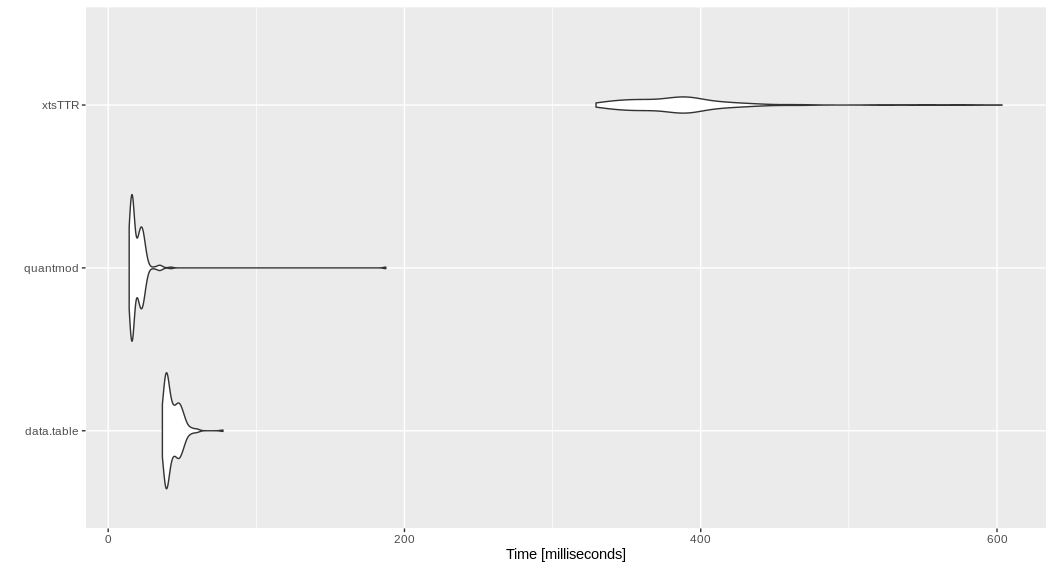 xtsTTR
quantmod
data.table
0 200 400 600
Time [milliseconds]